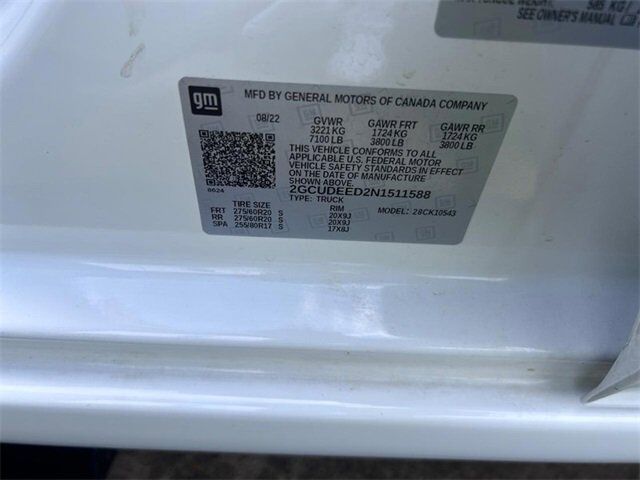 585 KG
SEE OWNER'S MANUAL
gm
MFD BY GENERAL MOTORS OF CANADA COMPANY
08/22 GVWR GAWR FRT GAWR RR
3221 KG 1724 KG 1724 KG
7100 LB 3800 LB 3800 LB
THIS VEHICLE CONFORMS TO ALL
APPLICABLE U.S. FEDERAL MOTOR
VEHICLE SAFETY STANDARDS IN EFFECT
ON THE DATE OF MANUFACTURE SHOWN ABOVE.
2GCUDEED2N1511588
8624 TYPE: TRUCK
TIRE SIZE RIM MODEL: 28CK10543
FRT 275/60R20 S 20X9J
RR 275/60R20 S 20X9J
SPA 255/80R17 S 17X8J